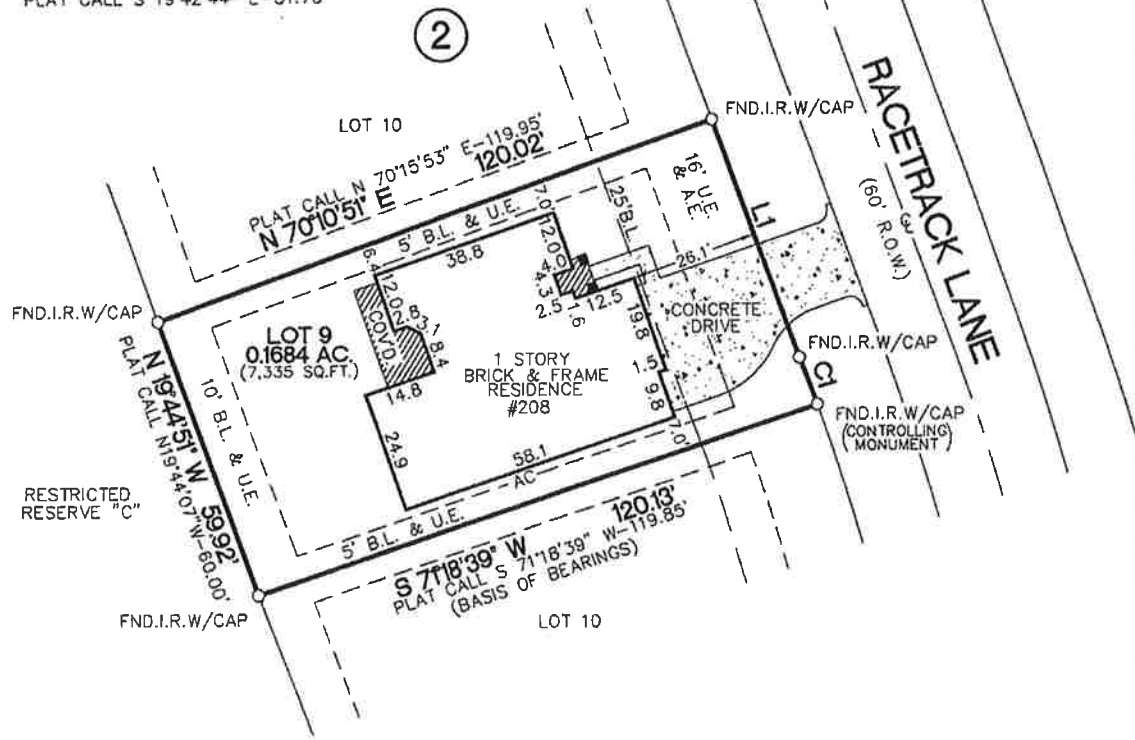 PLAT CALL S 19°42'44" E-51.76'
2
LOT 10
FND.I.R.W/CAP
RACETRACK LANE
(60' R.O.W.)
PLAT CALL N 70°15'53" E-119.95'
N 70°10'51" E 120.02'
5' B.L. & U.E.
7.0'
16' U.E.
& A.E.
25' B.L.
L1
6.4
38.8
12.0
4.0
4.3
2.5
1.6
12.5
26.1'
12.0
2.8
3.1
8.4
COV'D
14.8
19.8
1.5
9.8
CONCRETE
DRIVE
FND.I.R.W/CAP
LOT 9
0.1684 AC.
(7,335 SQ.FT.)
1 STORY
BRICK & FRAME
RESIDENCE
#208
FND.I.R.W/CAP
C1
FND.I.R.W/CAP
(CONTROLLING
MONUMENT)
N 19°44'51" W 59.92'
PLAT CALL N19°44'07"W-60.00'
10' B.L. & U.E.
24.9
58.1
7.0'
AC
5' B.L. & U.E.
RESTRICTED
RESERVE "C"
S 71°18'39" W 120.13'
PLAT CALL S 71°18'39" W-119.85'
(BASIS OF BEARINGS)
FND.I.R.W/CAP
LOT 10